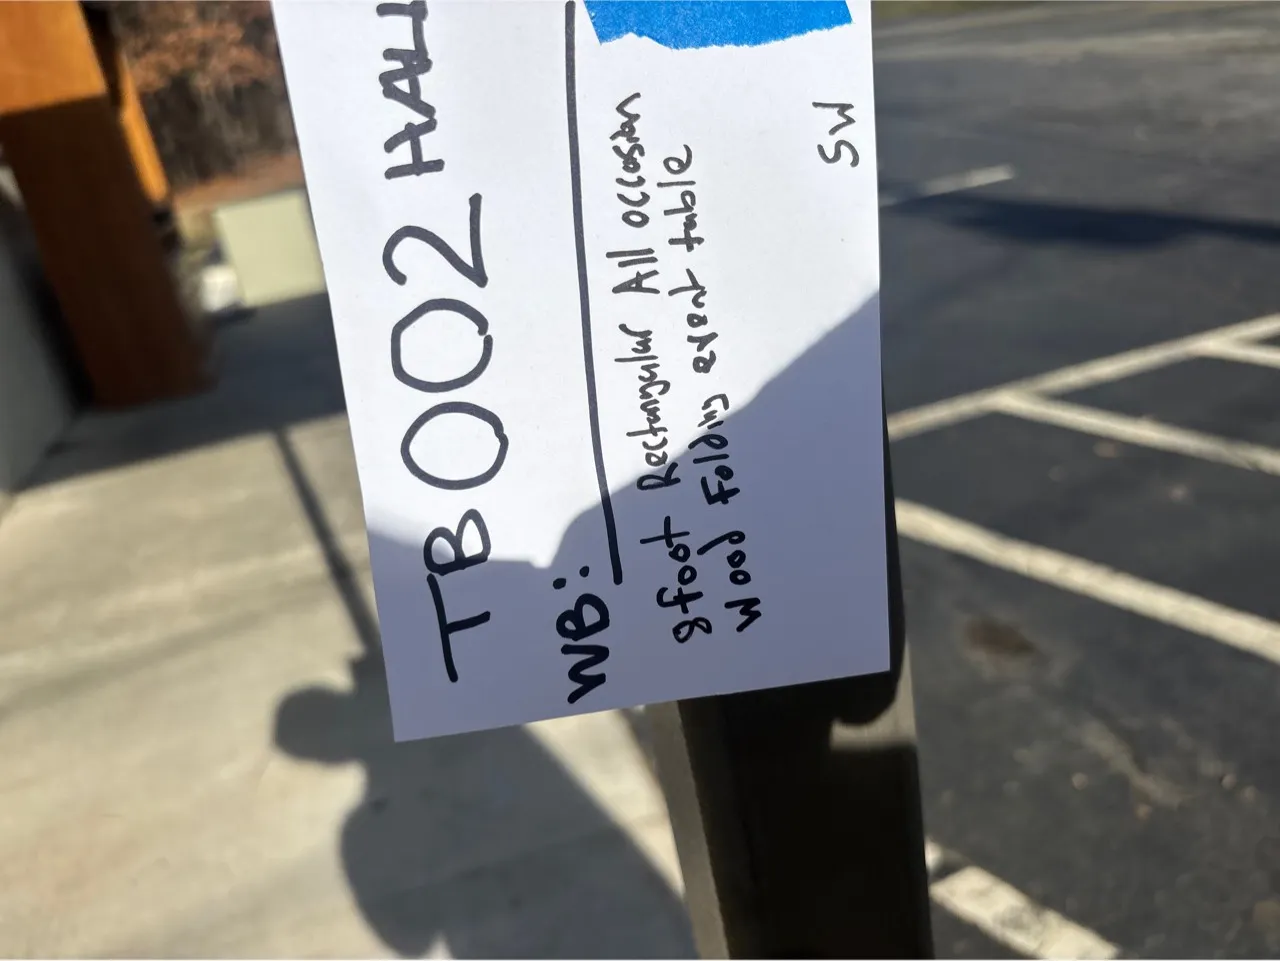 TB002 HALL
WB:
8foot Rectangular All occasion
Wood Folding event table
SW